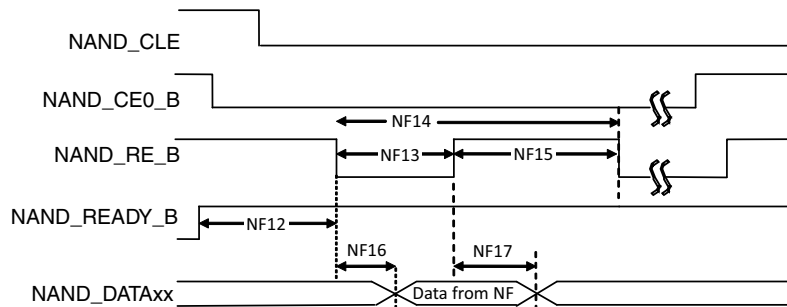 NAND_CLE
NAND_CE0_B
NF14
NAND_RE_B
NF13
NF15
NAND_READY_B
NF12
NF16
NF17
NAND_DATAxx
Data from NF